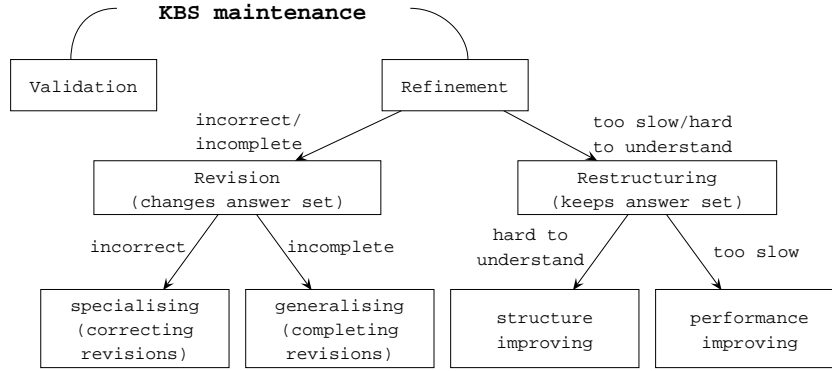 KBS maintenance
Validation
Refinement
incorrect/
incomplete
too slow/hard
to understand
Revision
(changes answer set)
Restructuring
(keeps answer set)
incorrect
incomplete
hard to
understand
too slow
specialising
(correcting
revisions)
generalising
(completing
revisions)
structure
improving
performance
improving